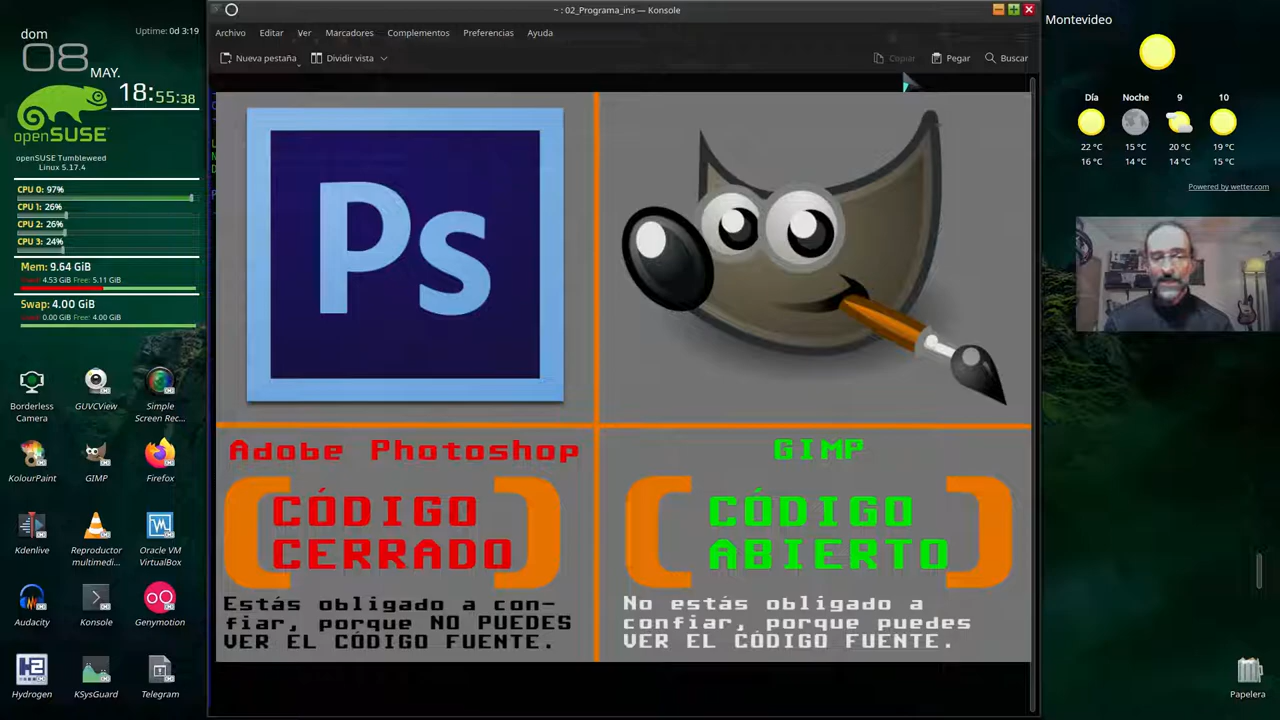 dom
08
MAY.
18:55:38
Uptime: 0d 3:19
openSUSE
openSUSE Tumbleweed
Linux 5.17.4
CPU 0: 97%
CPU 1: 26%
CPU 2: 26%
CPU 3: 24%
Mem: 9.64 GiB
4.53 GiB Free: 5.11 GiB
Swap: 4.00 GiB
0.00 GiB Free: 4.00 GiB
Borderless
Camera
GUVCView
Simple
Screen Rec...
KolourPaint
GIMP
Firefox
Kdenlive
Reproductor
multimedi...
Oracle VM
VirtualBox
Audacity
Konsole
Genymotion
Hydrogen
KSysGuard
Telegram
~ : 02_Programa_ins — Konsole
Archivo
Editar
Ver
Marcadores
Complementos
Preferencias
Ayuda
Nueva pestaña
Dividir vista
Copiar
Pegar
Buscar
Ps
Adobe Photoshop
CÓDIGO
CERRADO
Estás obligado a con-
fiar, porque NO PUEDES
VER EL CÓDIGO FUENTE.
GIMP
CÓDIGO
ABIERTO
No estás obligado a
confiar, porque puedes
VER EL CÓDIGO FUENTE.
Montevideo
Día
Noche
9
10
22 °C
15 °C
20 °C
19 °C
16 °C
14 °C
14 °C
15 °C
Powered by wetter.com
Papelera